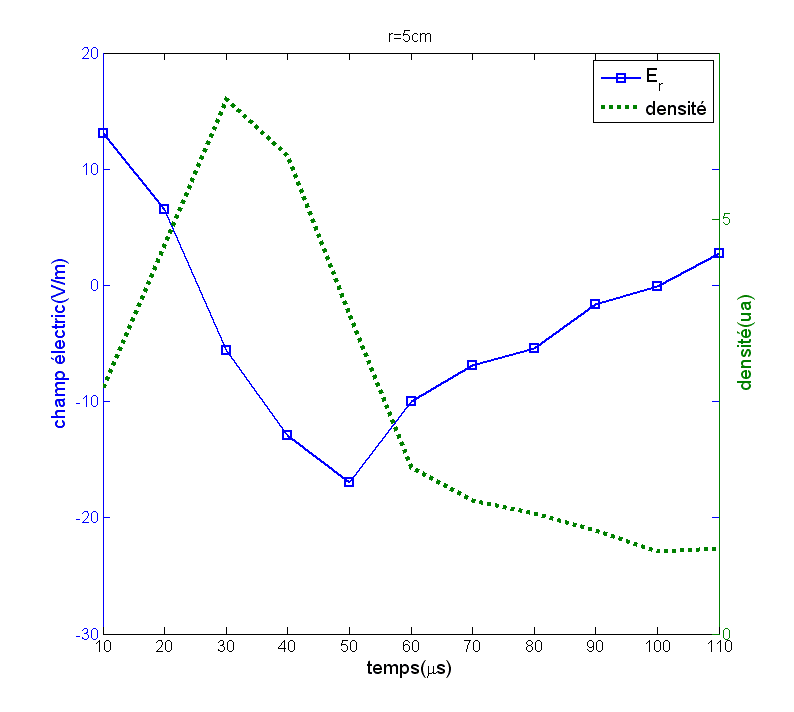 r=5cm
E_r
densité
20
10
0
-10
-20
-30
champ électric(V/m)
5
0
densite(ua)
10 20 30 40 50 60 70 80 90 100 110
temps(μs)